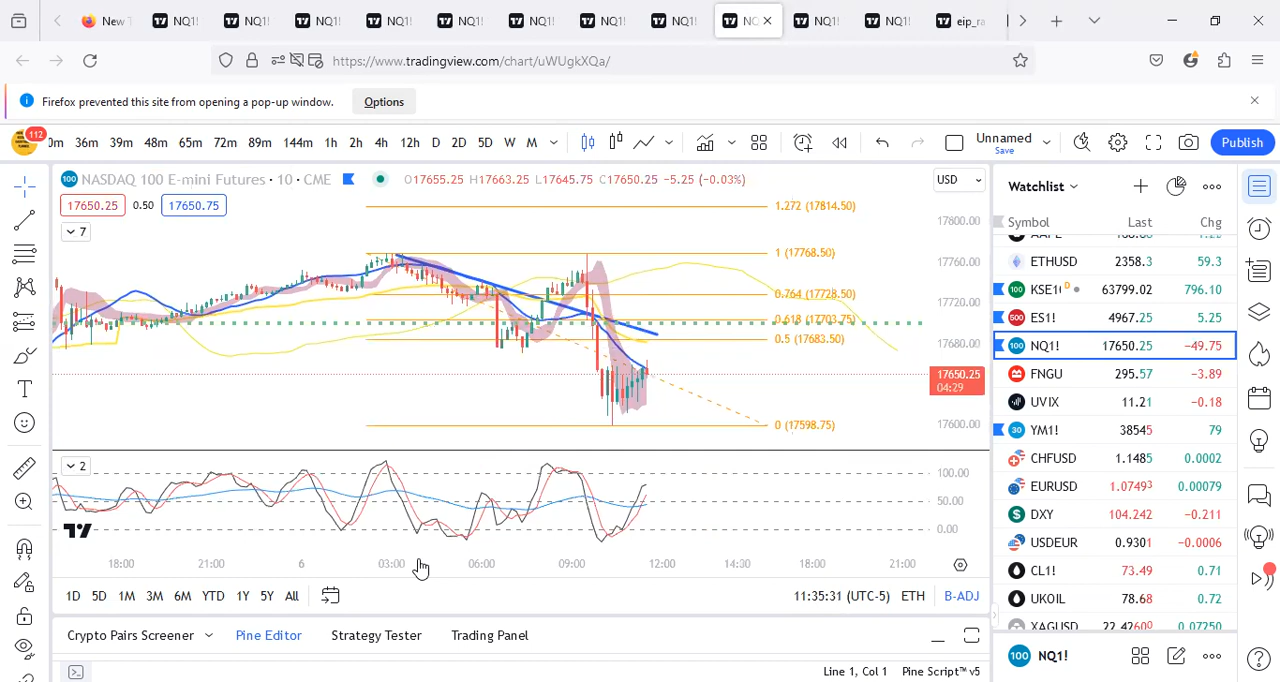 New T
NQ1!
NQ1!
NQ1!
NQ1!
NQ1!
NQ1!
NQ1!
NQ1!
NQ1!
NQ1!
eip_ra
https://www.tradingview.com/chart/uWUgkXQa/
Firefox prevented this site from opening a pop-up window. Options
112 0m 36m 39m 48m 65m 72m 89m 144m 1h 2h 4h 12h D 2D 5D W M Unnamed Save Publish
NASDAQ 100 E-mini Futures · 10 · CME O17655.25 H17663.25 L17645.75 C17650.25 −5.25 (−0.03%) USD
17650.25 0.50 17650.75
7
1.272 (17814.50)
1 (17768.50)
0.764 (17728.50)
0.618 (17703.75)
0.5 (17683.50)
0 (17598.75)
17800.00
17760.00
17720.00
17680.00
17650.25
04:29
17600.00
2
100.00
50.00
0.00
18:00 21:00 6 03:00 06:00 09:00 12:00 14:30 18:00 21:00
1D 5D 1M 3M 6M YTD 1Y 5Y All 11:35:31 (UTC-5) ETH B-ADJ
Crypto Pairs Screener Pine Editor Strategy Tester Trading Panel
Line 1, Col 1 Pine Script™ v5
Watchlist
Symbol Last Chg
ETHUSD 2358.3 59.3
KSE1 D 63799.02 796.10
ES1! 4967.25 5.25
NQ1! 17650.25 −49.75
FNGU 295.57 −3.89
UVIX 11.21 −0.18
YM1! 38545 79
CHFUSD 1.1485 0.0002
EURUSD 1.07493 0.00079
DXY 104.242 −0.211
USDEUR 0.9301 −0.0006
CL1! 73.49 0.71
UKOIL 78.68 0.72
XAGUSD 22.4260 0.07250
100 NQ1!